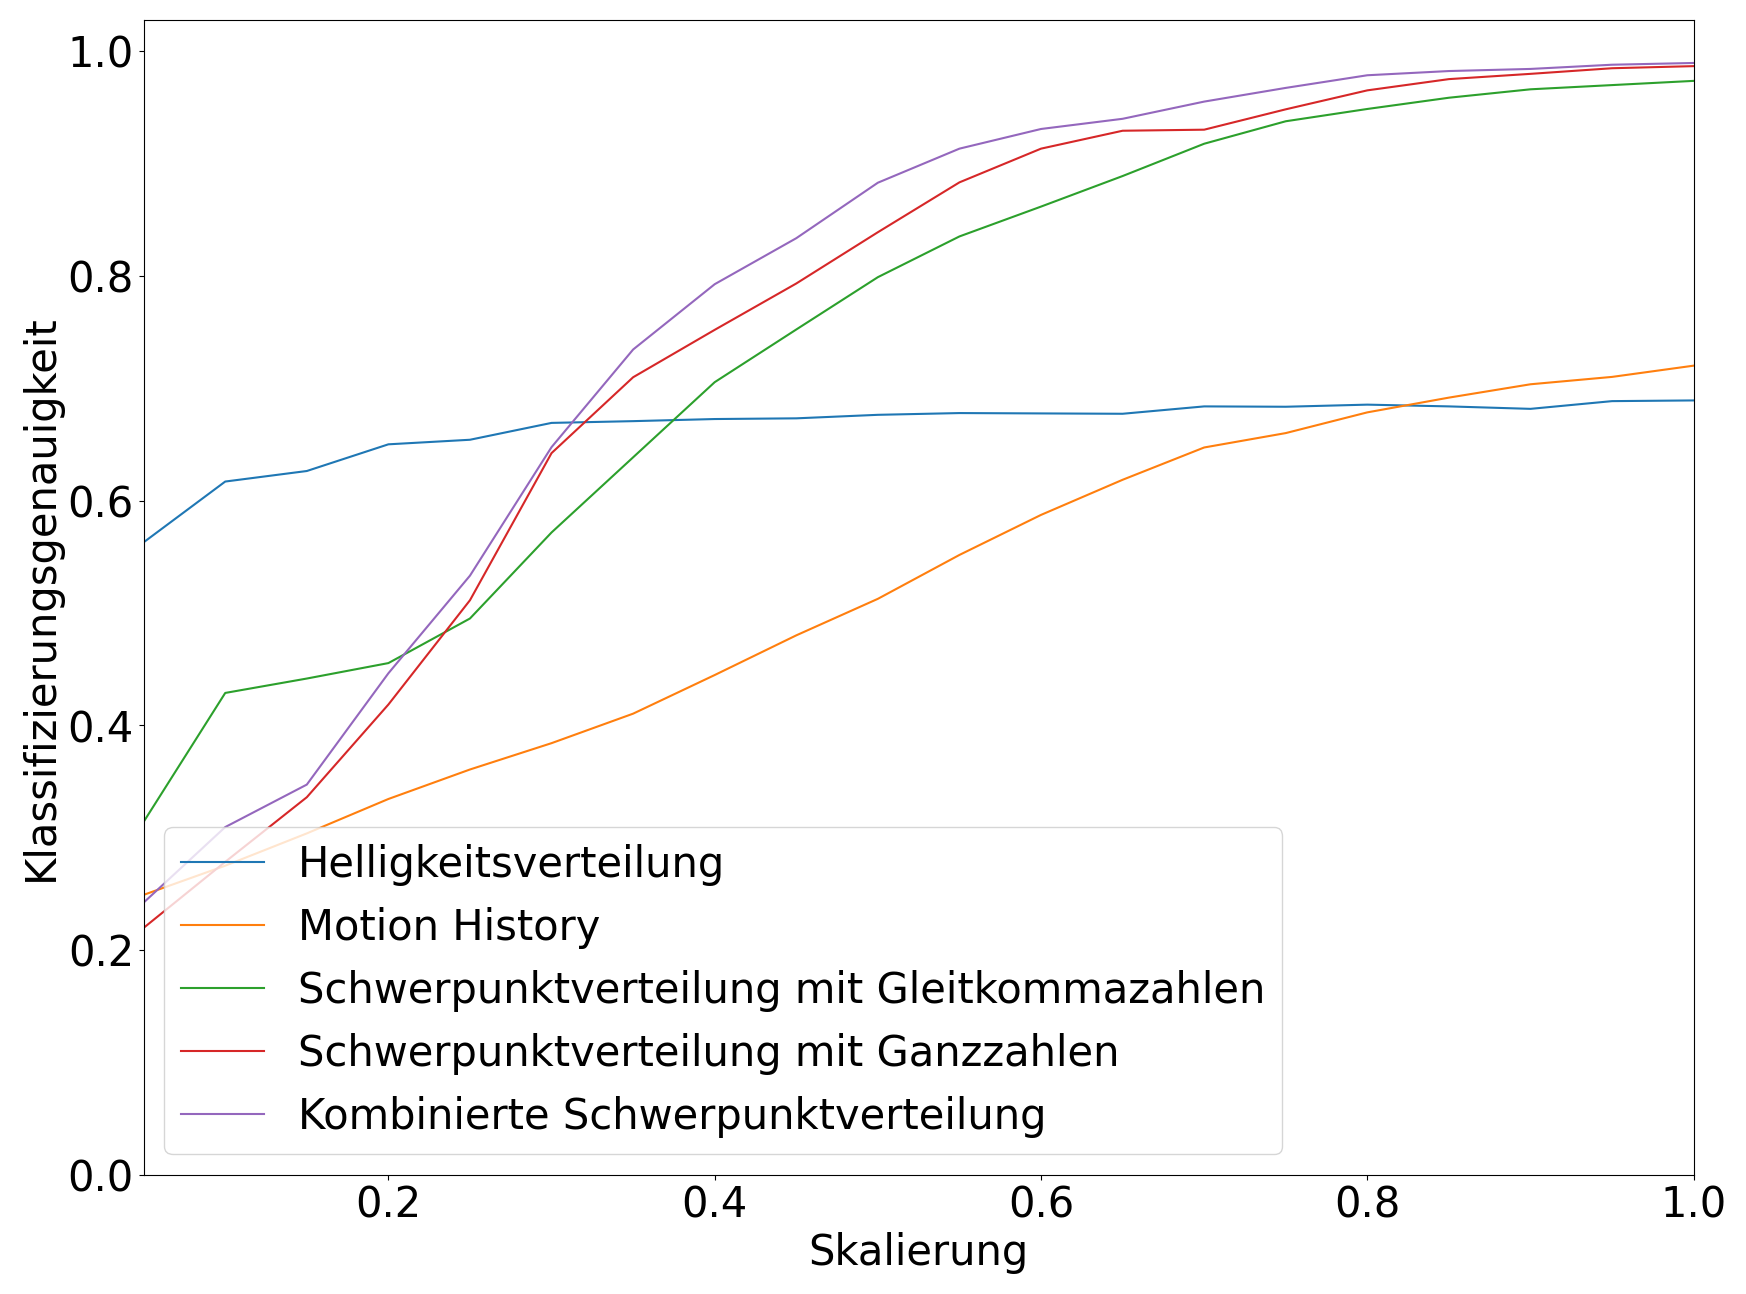 1.0
0.8
0.6
0.4
0.2
0.0
Klassifizierungsgenauigkeit
Helligkeitsverteilung
Motion History
Schwerpunktverteilung mit Gleitkommazahlen
Schwerpunktverteilung mit Ganzzahlen
Kombinierte Schwerpunktverteilung
0.2 0.4 0.6 0.8 1.0
Skalierung